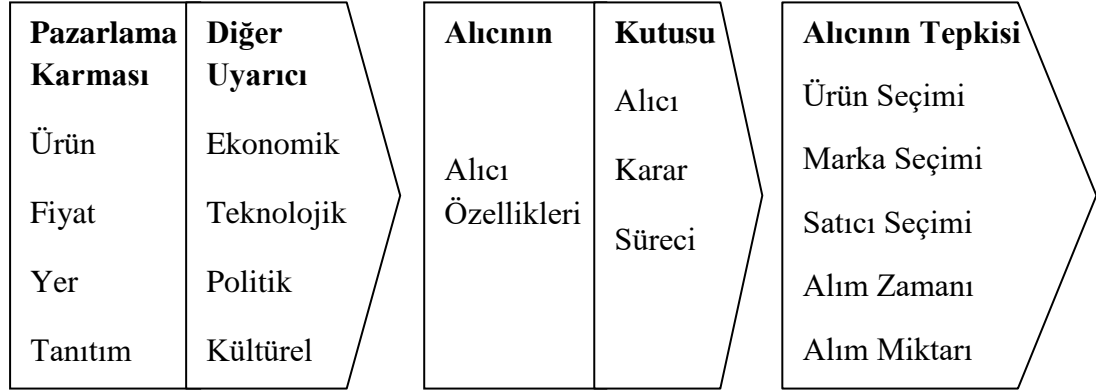 Pazarlama
Karması
Ürün
Fiyat
Yer
Tanıtım
Diğer
Uyarıcı
Ekonomik
Teknolojik
Politik
Kültürel
Alıcının
Alıcı
Özellikleri
Kutusu
Alıcı
Karar
Süreci
Alıcının Tepkisi
Ürün Seçimi
Marka Seçimi
Satıcı Seçimi
Alım Zamanı
Alım Miktarı